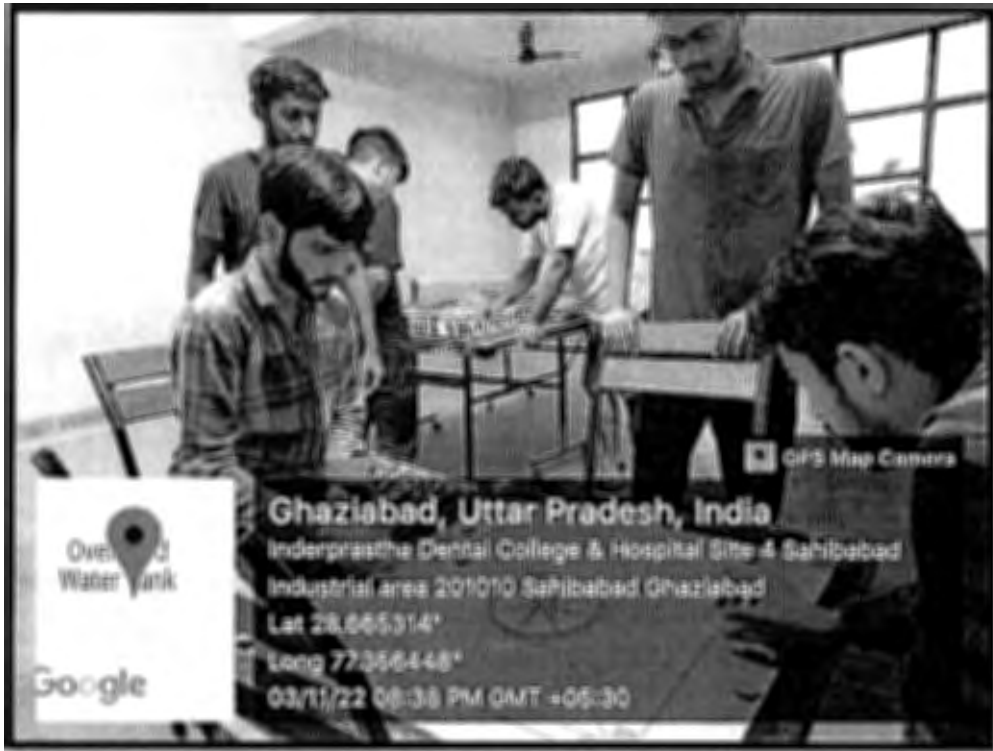 GPS Map Camera
Ghaziabad, Uttar Pradesh, India
Inderprastha Dental College & Hospital Site 4 Sahibabad
Industrial area 201010 Sahibabad Ghaziabad
Lat 28.665314°
Long 77.356448°
03/11/22 08:38 PM GMT +05:30
Water Tank
Google